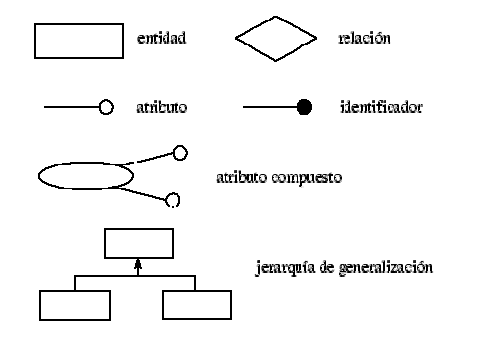 entidad
relación
atributo
identificador
atributo compuesto
jerarquía de generalización